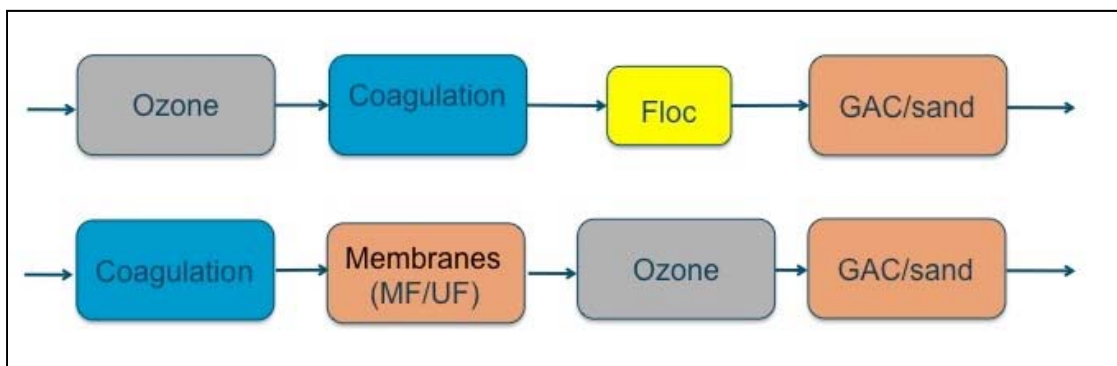 Ozone
Coagulation
Floc
GAC/sand
Coagulation
Membranes
(MF/UF)
Ozone
GAC/sand